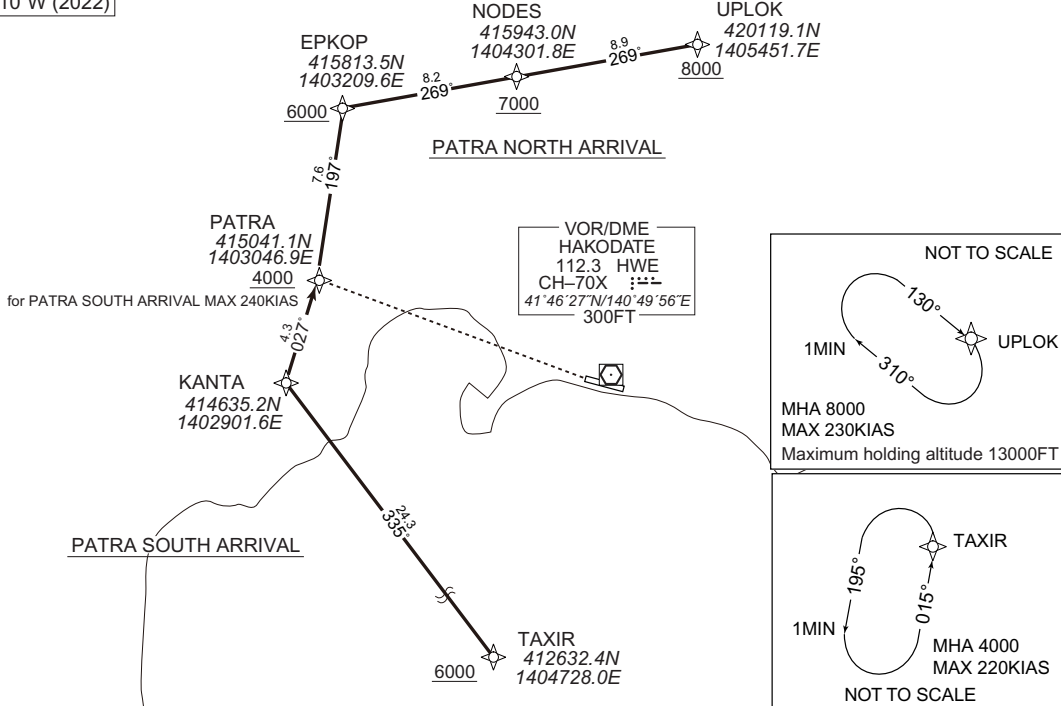 10°W (2022)
NODES
415943.0N
1404301.8E
UPLOK
420119.1N
1405451.7E
EPKOP
415813.5N
1403209.6E
8.2
269°
8.9
269°
8000
7000
6000
PATRA NORTH ARRIVAL
7.6
197°
PATRA
415041.1N
1403046.9E
4000
for PATRA SOUTH ARRIVAL MAX 240KIAS
VOR/DME
HAKODATE
112.3 HWE
CH–70X
41°46'27"N/140°49'56"E
300FT
4.3
027°
KANTA
414635.2N
1402901.6E
24.3
335°
PATRA SOUTH ARRIVAL
TAXIR
412632.4N
1404728.0E
6000
NOT TO SCALE
130°
UPLOK
1MIN
310°
MHA 8000
MAX 230KIAS
Maximum holding altitude 13000FT
TAXIR
195°
015°
1MIN
MHA 4000
MAX 220KIAS
NOT TO SCALE